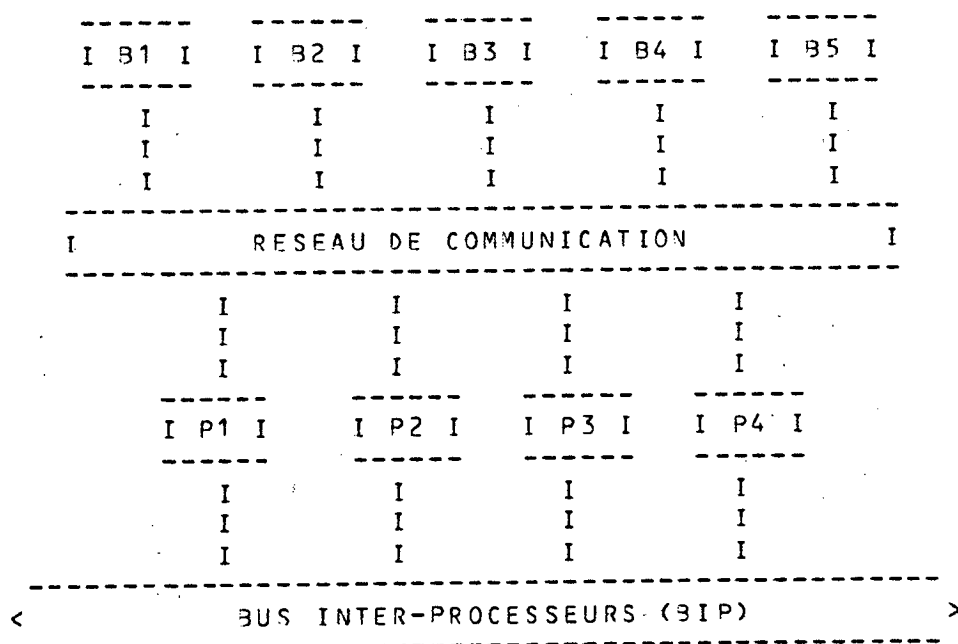 I B1 I I B2 I I B3 I I B4 I I B5 I
RESEAU DE COMMUNICATION
I P1 I I P2 I I P3 I I P4 I
< BUS INTER-PROCESSEURS (BIP) >